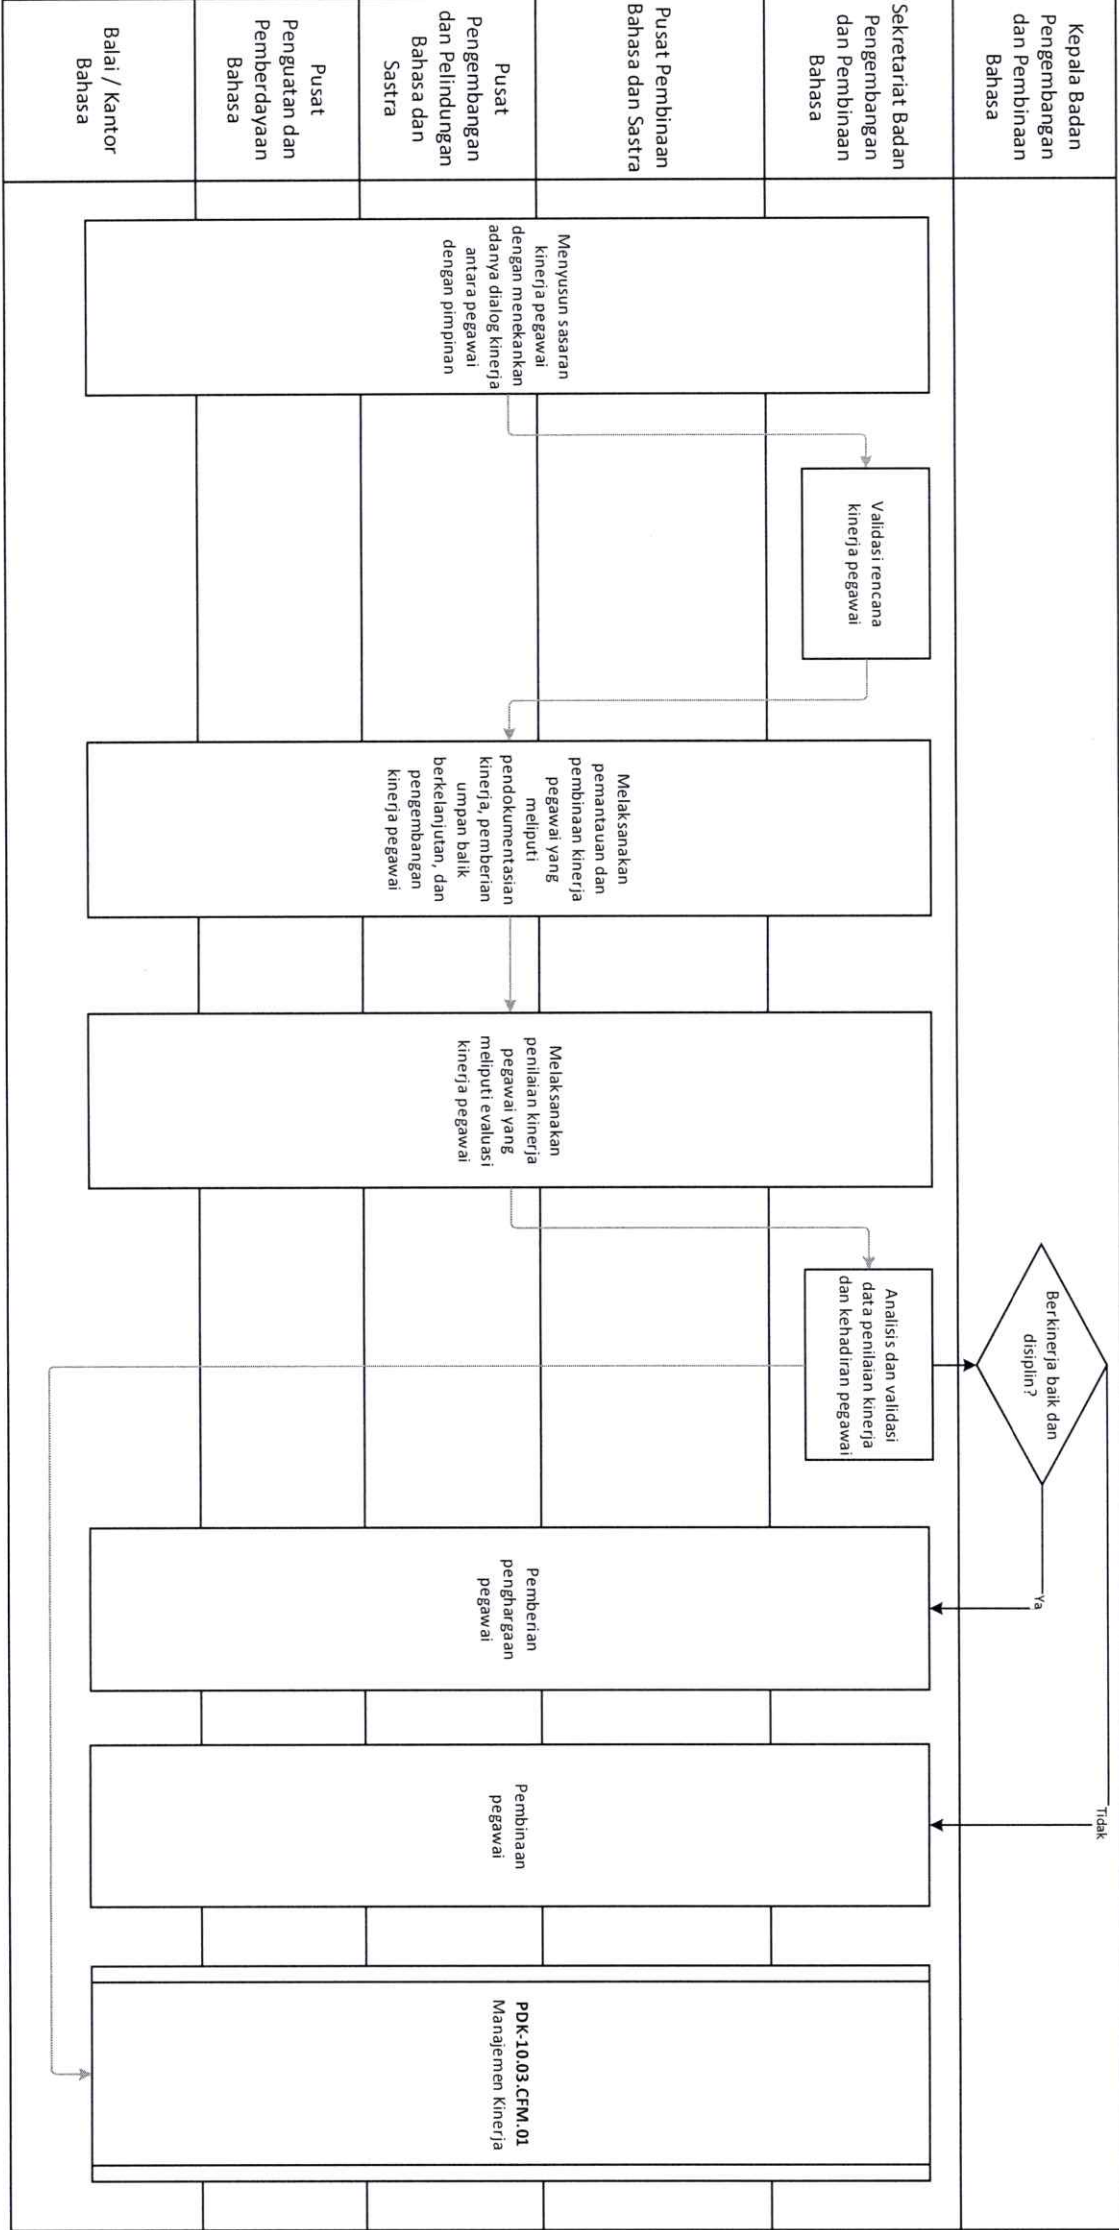 Kepala Badan
Pengembangan
dan Pembinaan
Bahasa
Sekretariat Badan
Pengembangan
dan Pembinaan
Bahasa
Pusat Pembinaan
Bahasa dan Sastra
Pusat
Pengembangan
dan Pelindungan
Bahasa dan
Sastra
Pusat
Penguatan dan
Pemberdayaan
Bahasa
Balai / Kantor
Bahasa
Menyusun sasaran
kinerja pegawai
dengan menekankan
adanya dialog kinerja
antara pegawai
dengan pimpinan
Validasi rencana
kinerja pegawai
Melaksanakan
pemantauan dan
pembinaan kinerja
pegawai yang
meliputi
pendokumentasian
kinerja, pemberian
umpan balik
berkelanjutan, dan
pengembangan
kinerja pegawai
Melaksanakan
penilaian kinerja
pegawai yang
meliputi evaluasi
kinerja pegawai
Analisis dan validasi
data penilaian kinerja
dan kehadiran pegawai
Berkinerja baik dan
disiplin?
Ya
Tidak
Pemberian
penghargaan
pegawai
Pembinaan
pegawai
PDK-10.03.CFM.01
Manajemen Kinerja